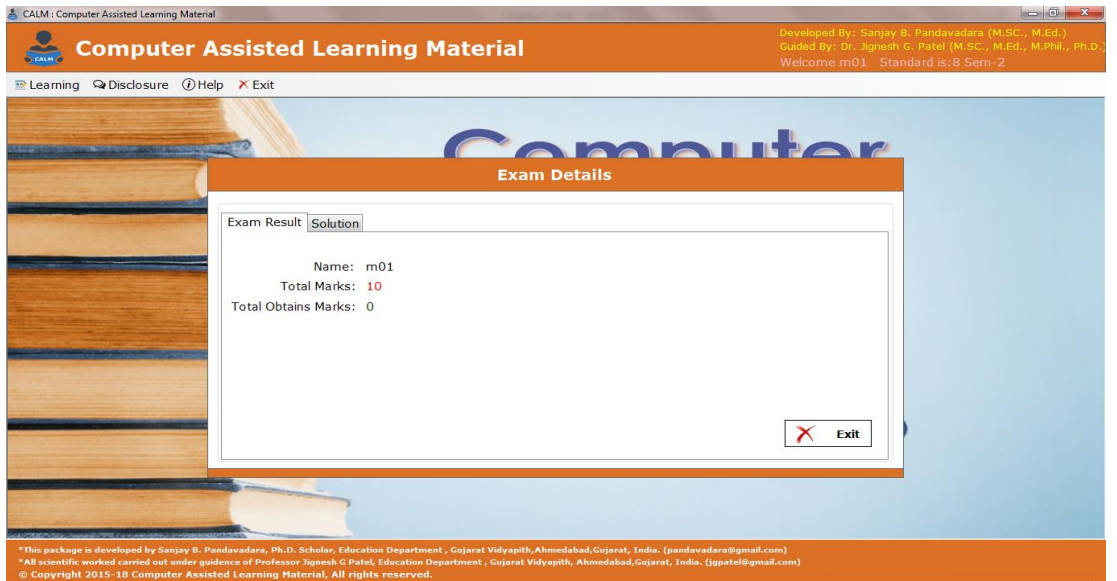 CALM : Computer Assisted Learning Material
CALM
Computer Assisted Learning Material
Developed By: Sanjay B. Pandavadara (M.SC., M.Ed.)
Guided By: Dr. Jignesh G. Patel (M.SC., M.Ed., M.Phil., Ph.D.)
Welcome m01 Standard is:8 Sem-2
Learning Disclosure Help Exit
Computer
Exam Details
Exam Result Solution
Name: m01
Total Marks: 10
Total Obtains Marks: 0
Exit
*This package is developed by Sanjay B. Pandavadara, Ph.D. Scholar, Education Department , Gujarat Vidyapith,Ahmedabad,Gujarat, India. (pandavadara@gmail.com)
*All scientific worked carried out under guidence of Professor Jignesh G Patel, Education Department , Gujarat Vidyapith, Ahmedabad,Gujarat, India. (jgpatel@gmail.com)
© Copyright 2015-18 Computer Assisted Learning Material, All rights reserved.